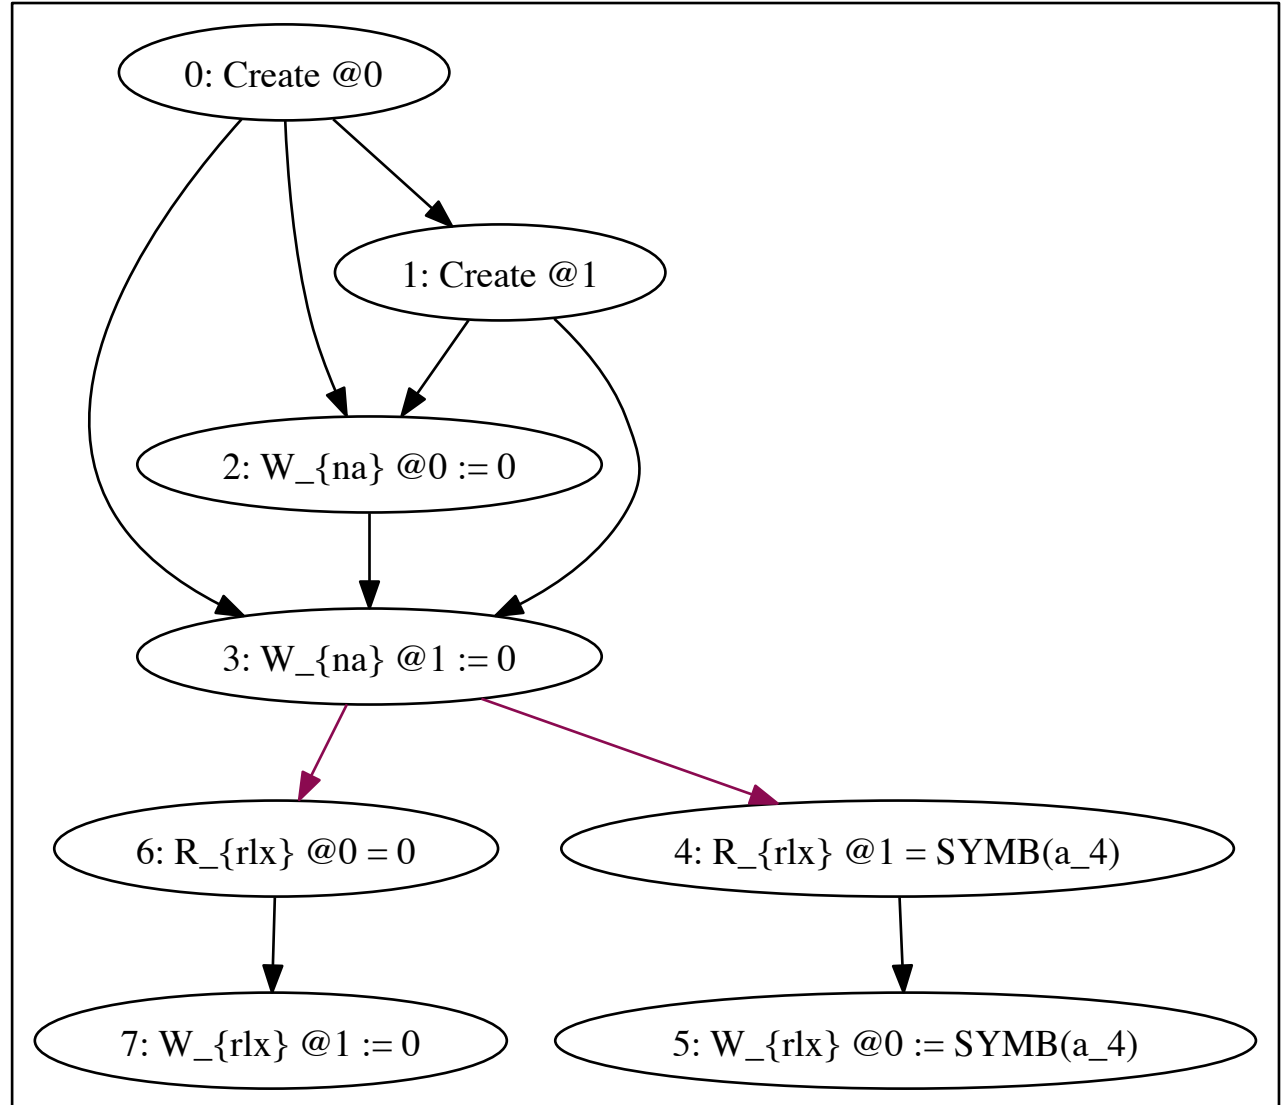 0: Create @0
1: Create @1
2: W_{na} @0 := 0
3: W_{na} @1 := 0
6: R_{rlx} @0 = 0
4: R_{rlx} @1 = SYMB(a_4)
7: W_{rlx} @1 := 0
5: W_{rlx} @0 := SYMB(a_4)